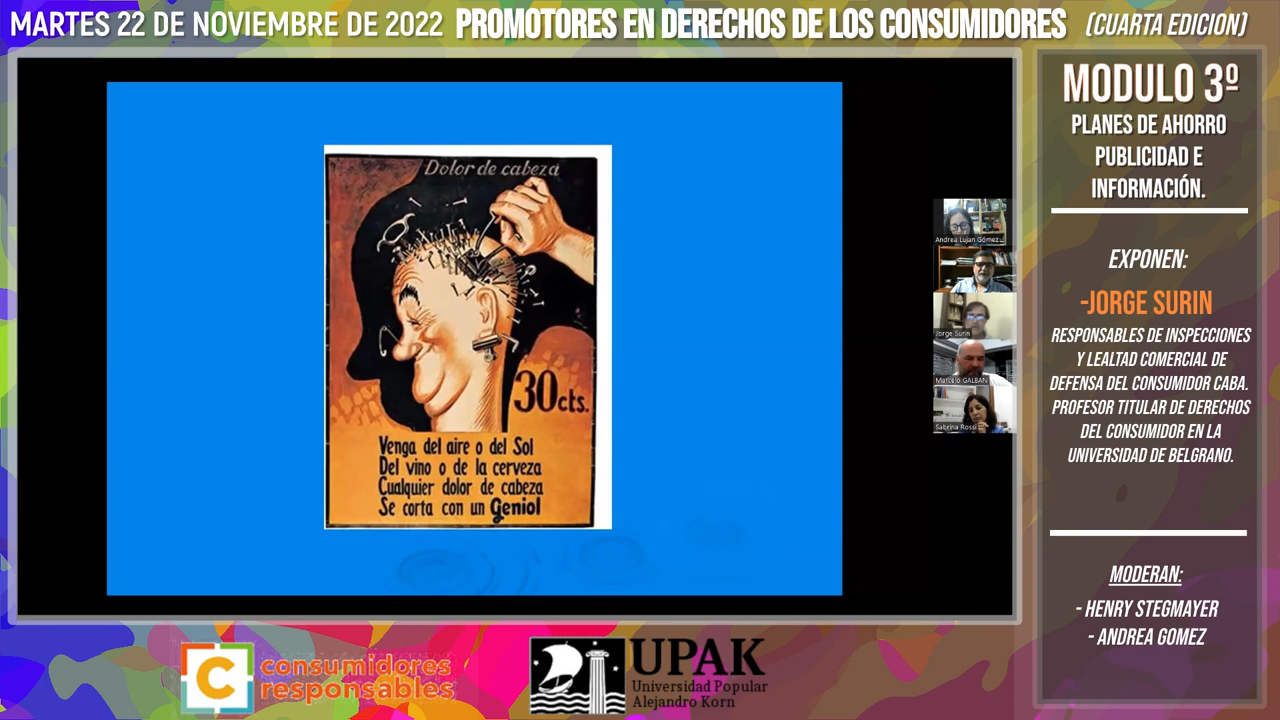 MARTES 22 DE NOVIEMBRE DE 2022 PROMOTORES EN DERECHOS DE LOS CONSUMIDORES (CUARTA EDICION)
Dolor de cabeza
30cts.
Venga del aire o del Sol
Del vino o de la cerveza
Cualquier dolor de cabeza
Se corta con un Geniol
Andrea Lujan Gómez...
Jorge Surin
Marcelo GALBAN
Sabrina Rossi
MODULO 3º
PLANES DE AHORRO
PUBLICIDAD E
INFORMACIÓN.
EXPONEN:
-JORGE SURIN
RESPONSABLES DE INSPECCIONES
Y LEALTAD COMERCIAL DE
DEFENSA DEL CONSUMIDOR CABA.
PROFESOR TITULAR DE DERECHOS
DEL CONSUMIDOR EN LA
UNIVERSIDAD DE BELGRANO.
MODERAN:
- HENRY STEGMAYER
- ANDREA GOMEZ
C consumidores
responsables
UPAK
Universidad Popular
Alejandro Korn